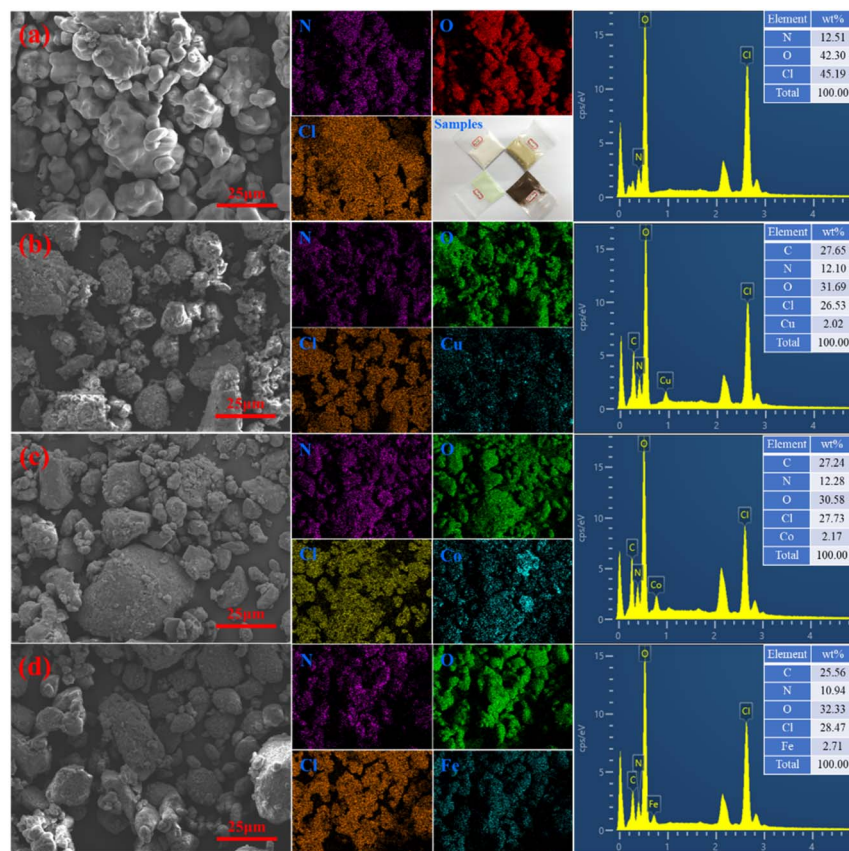 (a)
25μm
N
O
Cl
Samples
cps/eV
15
10
5
0
0
1
2
3
4
N
O
Cl
Element wt%
N 12.51
O 42.30
Cl 45.19
Total 100.00
(b)
25μm
N
O
Cl
Cu
cps/eV
15
10
5
0
0
1
2
3
4
C
N
O
Cu
Cl
Element wt%
C 27.65
N 12.10
O 31.69
Cl 26.53
Cu 2.02
Total 100.00
(c)
25μm
N
O
Cl
Co
cps/eV
15
10
5
0
0
1
2
3
4
C
N
O
Co
Cl
Element wt%
C 27.24
N 12.28
O 30.58
Cl 27.73
Co 2.17
Total 100.00
(d)
25μm
N
O
Cl
Fe
cps/eV
15
10
5
0
0
1
2
3
4
C
N
O
Fe
Cl
Element wt%
C 25.56
N 10.94
O 32.33
Cl 28.47
Fe 2.71
Total 100.00